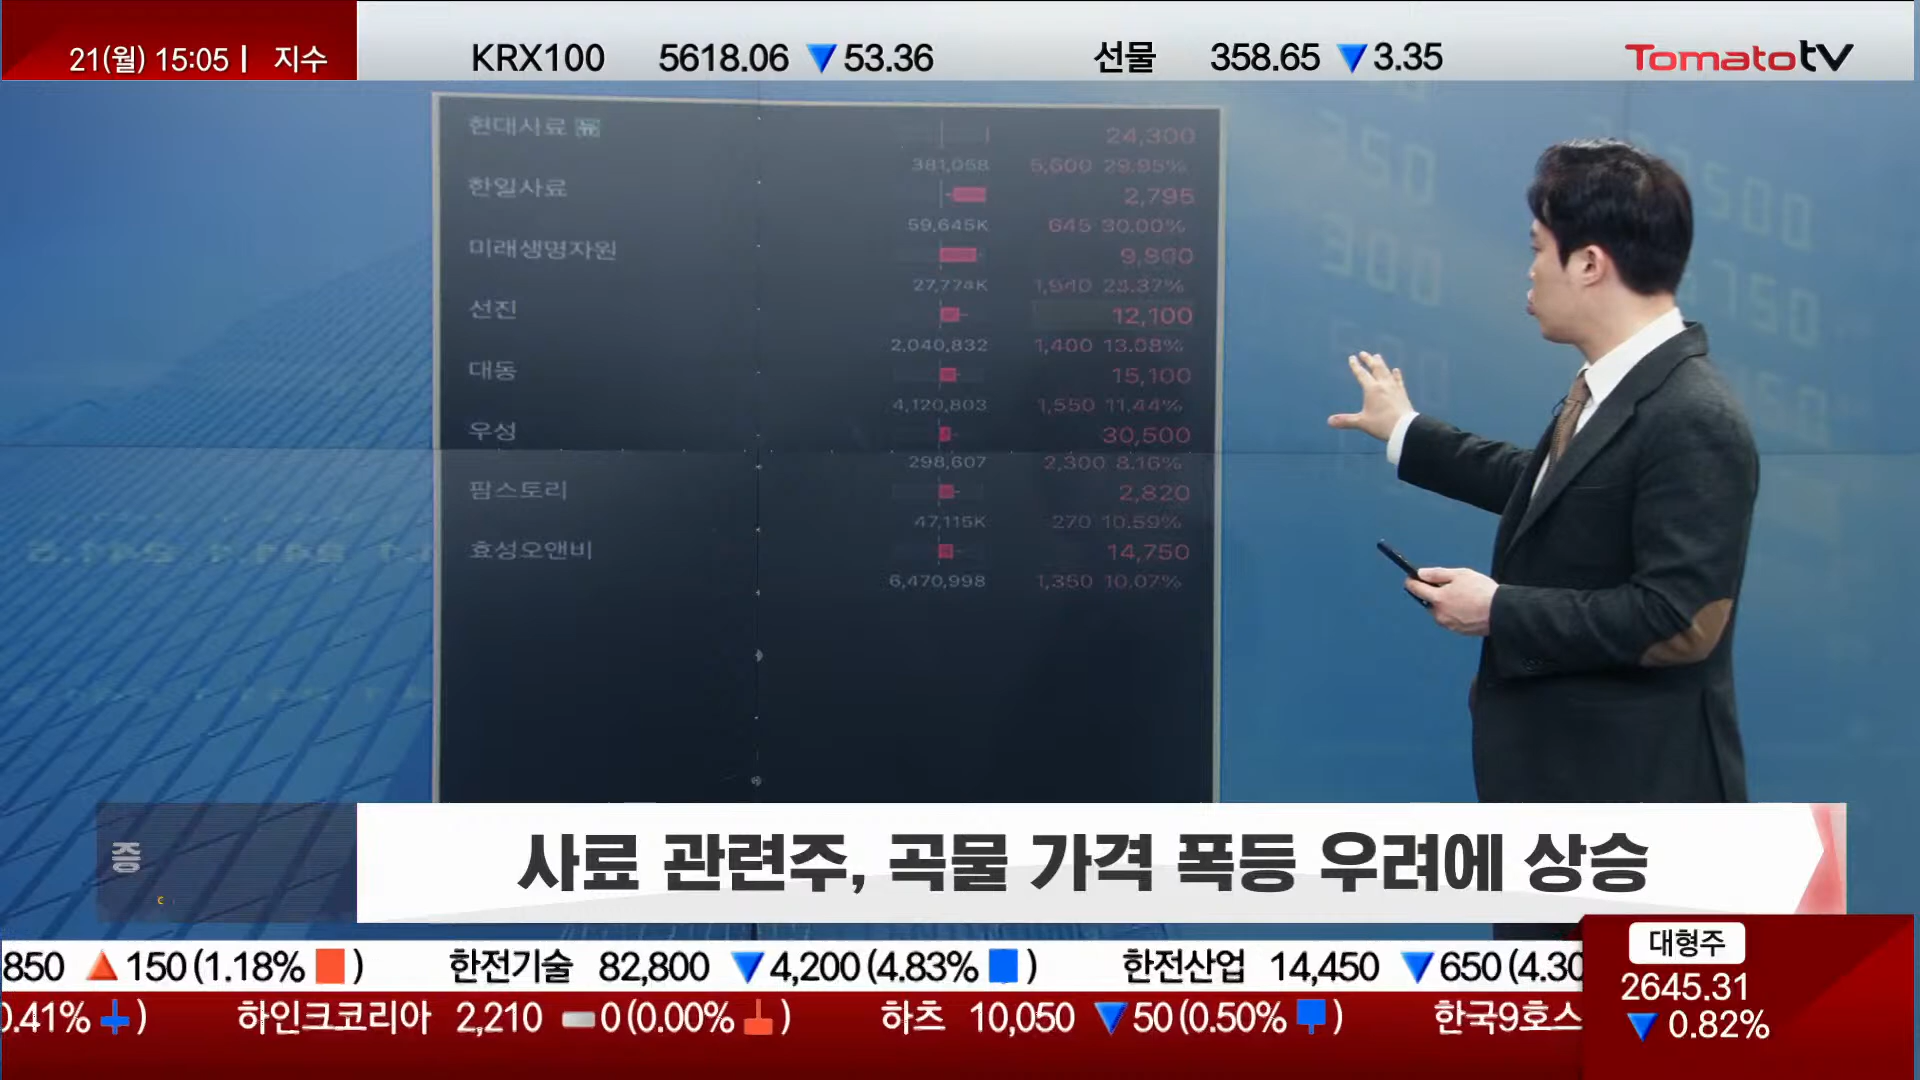 21(월) 15:05 | 지수 KRX100 5618.06 ▼53.36 선물 358.65 ▼3.35 Tomatotv
현대사료 24,300
381,058 5,600 29.95%
한일사료 2,795
59,645K 645 30.00%
미래생명자원
27,774K
선진 12,100
2,040,832 1,400 13.08%
대동 15,100
4,120,803 1,550 11.44%
우성 30,500
298,607 2,300 8.16%
팜스토리 2,820
47,115K 270 10.59%
효성오앤비 14,750
6,470,998 1,350 10.07%
증
사료 관련주, 곡물 가격 폭등 우려에 상승
850 ▲150(1.18% ) 한전기술 82,800 ▼4,200(4.83% ) 한전산업 14,450 ▼650(4.30
0.41% ) 하인크코리아 2,210 0(0.00% ) 하츠 10,050 ▼50(0.50% ) 한국9호스
대형주
2645.31
▼ 0.82%